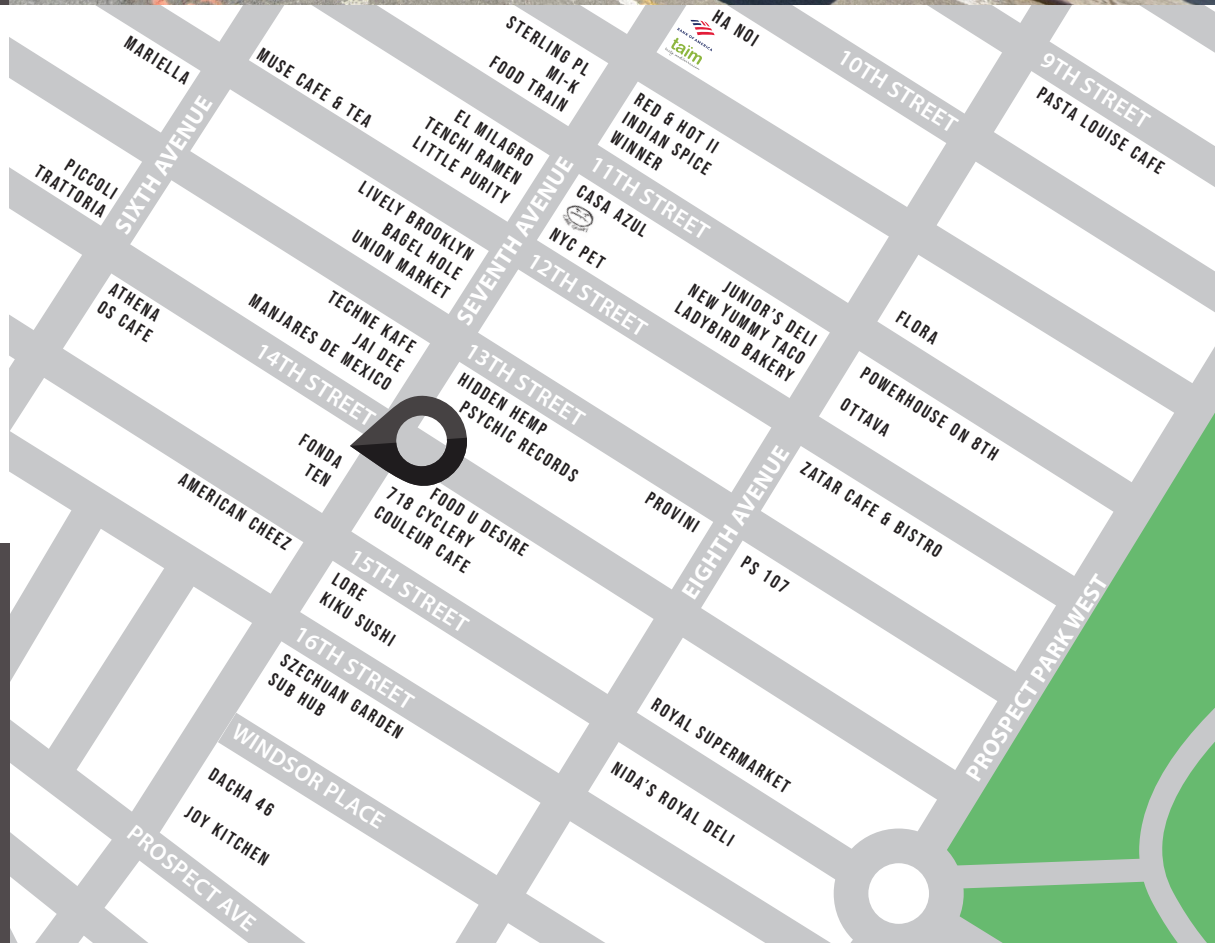 MARIELLA
MUSE CAFE & TEA
STERLING PL
MI-K
FOOD TRAIN
BANK OF AMERICA
taïm
HA NOI
10TH STREET
9TH STREET
PASTA LOUISE CAFE
EL MILAGRO
TENCHI RAMEN
LITTLE PURITY
RED & HOT II
INDIAN SPICE
WINNER
SIXTH AVENUE
PICCOLI
TRATTORIA
LIVELY BROOKLYN
BAGEL HOLE
UNION MARKET
SEVENTH AVENUE
11TH STREET
CASA AZUL
NYC PET
12TH STREET
JUNIOR'S DELI
NEW YUMMY TACO
LADYBIRD BAKERY
FLORA
ATHENA
OS CAFE
TECHNE KAFE
JAI DEE
MANJARES DE MEXICO
14TH STREET
13TH STREET
HIDDEN HEMP
PSYCHIC RECORDS
POWERHOUSE ON 8TH
OTTAVA
FONDA
TEN
PROVINI
EIGHTH AVENUE
ZATAR CAFE & BISTRO
AMERICAN CHEEZ
FOOD U DESIRE
718 CYCLERY
COULEUR CAFE
PS 107
15TH STREET
LORE
KIKU SUSHI
PROSPECT PARK WEST
16TH STREET
SZECHUAN GARDEN
SUB HUB
ROYAL SUPERMARKET
WINDSOR PLACE
NIDA'S ROYAL DELI
DACHA 46
JOY KITCHEN
PROSPECT AVE